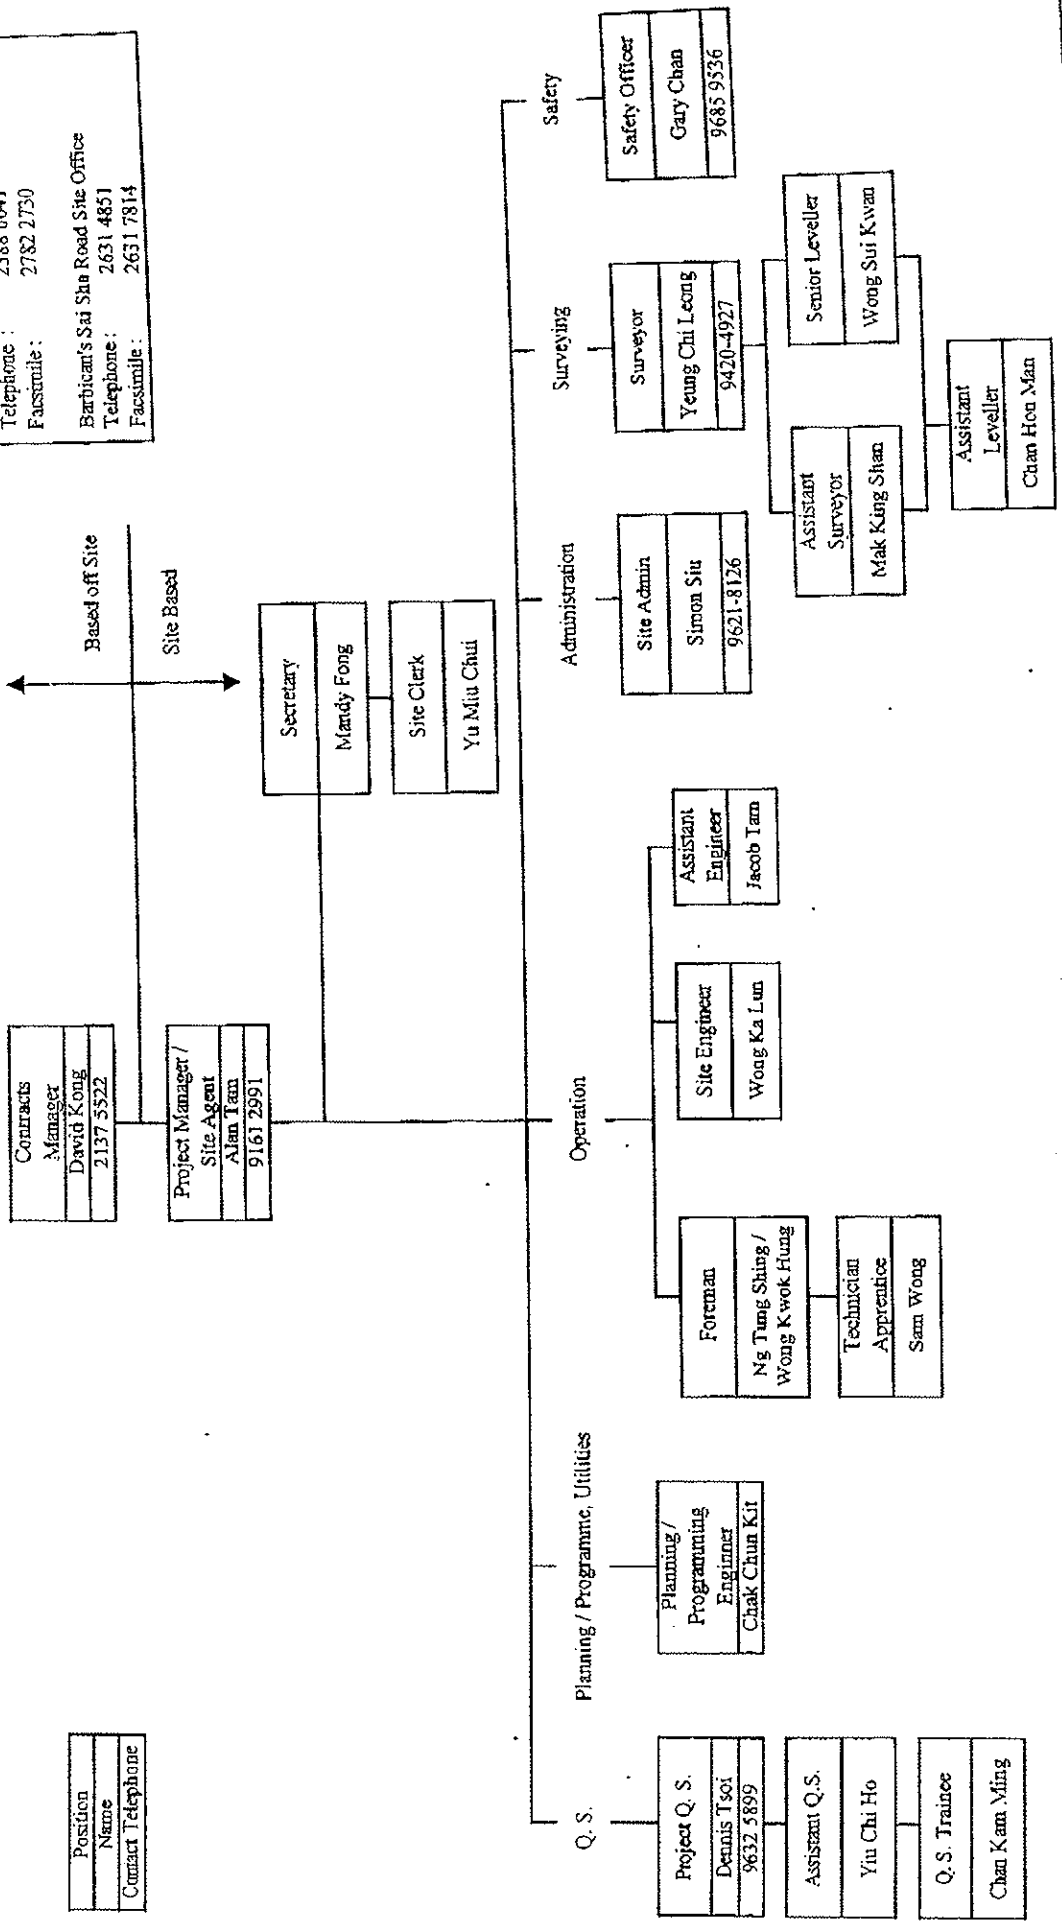 Position
Name
Contact Telephone
Contracts
Manager
David Kong
2137 5522
Project Manager /
Site Agent
Alan Tam
9161 2991
Based off Site
Site Based
Telephone :
Facsimile : 2782 2730
Barbican's Sai Sha Road Site Office
Telephone : 2631 4851
Facsimile : 2631 7814
Secretary
Mandy Fong
Site Clerk
Yu Miu Chui
Q. S.
Project Q. S.
Dennis Tsoi
9632 5899
Assistant Q.S.
Yiu Chi Ho
Q. S. Trainee
Chan Kam Ming
Planning / Programme, Utilities
Planning /
Programming
Enginner
Chak Chun Kit
Operation
Foreman
Ng Tung Shing /
Wong Kwok Hung
Technician
Apprentice
Sam Wong
Site Engineer
Wong Ka Lun
Assistant
Engineer
Jacob Tam
Administration
Site Admin
Simon Siu
9621-8126
Surveying
Surveyor
Yeung Chi Leong
9420-4927
Assistant
Surveyor
Mak King Shan
Senior Leveller
Wong Sui Kwan
Assistant
Leveller
Chan Hon Man
Safety
Safety Officer
Gary Chan
9685 9536